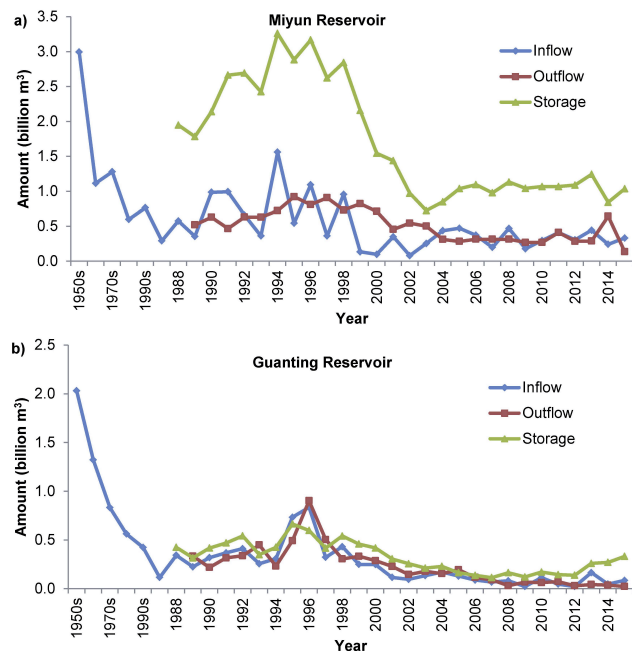 a)
Miyun Reservoir
3.5
3.0
2.5
2.0
1.5
1.0
0.5
0.0
Amount (billion m³)
Inflow
Outflow
Storage
1950s
1970s
1990s
1988
1990
1992
1994
1996
1998
2000
2002
2004
2006
2008
2010
2012
2014
Year
b)
Guanting Reservoir
2.5
2.0
1.5
1.0
0.5
0.0
Amount (billion m³)
Inflow
Outflow
Storage
1950s
1970s
1990s
1988
1990
1992
1994
1996
1998
2000
2002
2004
2006
2008
2010
2012
2014
Year